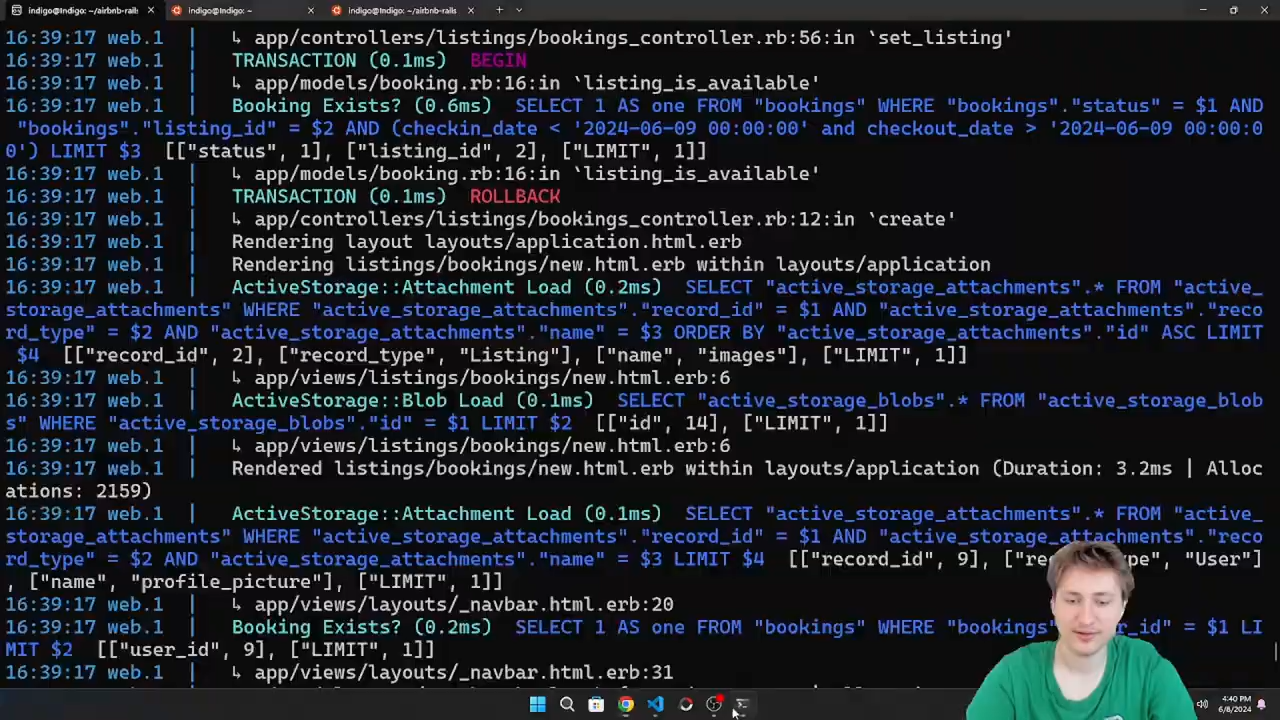 indigo@Indigo: ~/airbnb-rails
indigo@Indigo: ~
indigo@Indigo: ~/airbnb-rails
16:39:17 web.1  |   ↳ app/controllers/listings/bookings_controller.rb:56:in `set_listing'
16:39:17 web.1  |   TRANSACTION (0.1ms)  BEGIN
16:39:17 web.1  |   ↳ app/models/booking.rb:16:in `listing_is_available'
16:39:17 web.1  |   Booking Exists? (0.6ms)  SELECT 1 AS one FROM "bookings" WHERE "bookings"."status" = $1 AND
"bookings"."listing_id" = $2 AND (checkin_date < '2024-06-09 00:00:00' and checkout_date > '2024-06-09 00:00:0
0') LIMIT $3  [["status", 1], ["listing_id", 2], ["LIMIT", 1]]
16:39:17 web.1  |   ↳ app/models/booking.rb:16:in `listing_is_available'
16:39:17 web.1  |   TRANSACTION (0.1ms)  ROLLBACK
16:39:17 web.1  |   ↳ app/controllers/listings/bookings_controller.rb:12:in `create'
16:39:17 web.1  |   Rendering layout layouts/application.html.erb
16:39:17 web.1  |   Rendering listings/bookings/new.html.erb within layouts/application
16:39:17 web.1  |   ActiveStorage::Attachment Load (0.2ms)  SELECT "active_storage_attachments".* FROM "active_
storage_attachments" WHERE "active_storage_attachments"."record_id" = $1 AND "active_storage_attachments"."reco
rd_type" = $2 AND "active_storage_attachments"."name" = $3 ORDER BY "active_storage_attachments"."id" ASC LIMIT
$4  [["record_id", 2], ["record_type", "Listing"], ["name", "images"], ["LIMIT", 1]]
16:39:17 web.1  |   ↳ app/views/listings/bookings/new.html.erb:6
16:39:17 web.1  |   ActiveStorage::Blob Load (0.1ms)  SELECT "active_storage_blobs".* FROM "active_storage_blob
s" WHERE "active_storage_blobs"."id" = $1 LIMIT $2  [["id", 14], ["LIMIT", 1]]
16:39:17 web.1  |   ↳ app/views/listings/bookings/new.html.erb:6
16:39:17 web.1  |   Rendered listings/bookings/new.html.erb within layouts/application (Duration: 3.2ms | Alloc
ations: 2159)
16:39:17 web.1  |   ActiveStorage::Attachment Load (0.1ms)  SELECT "active_storage_attachments".* FROM "active_
storage_attachments" WHERE "active_storage_attachments"."record_id" = $1 AND "active_storage_attachments"."reco
rd_type" = $2 AND "active_storage_attachments"."name" = $3 LIMIT $4  [["record_id", 9], ["rec ype", "User"]
, ["name", "profile_picture"], ["LIMIT", 1]]
16:39:17 web.1  |   ↳ app/views/layouts/_navbar.html.erb:20
16:39:17 web.1  |   Booking Exists? (0.2ms)  SELECT 1 AS one FROM "bookings" WHERE "bookings" r_id" = $1 LI
MIT $2  [["user_id", 9], ["LIMIT", 1]]
16:39:17 web.1  |   ↳ app/views/layouts/_navbar.html.erb:31
4:40 PM
6/8/2024